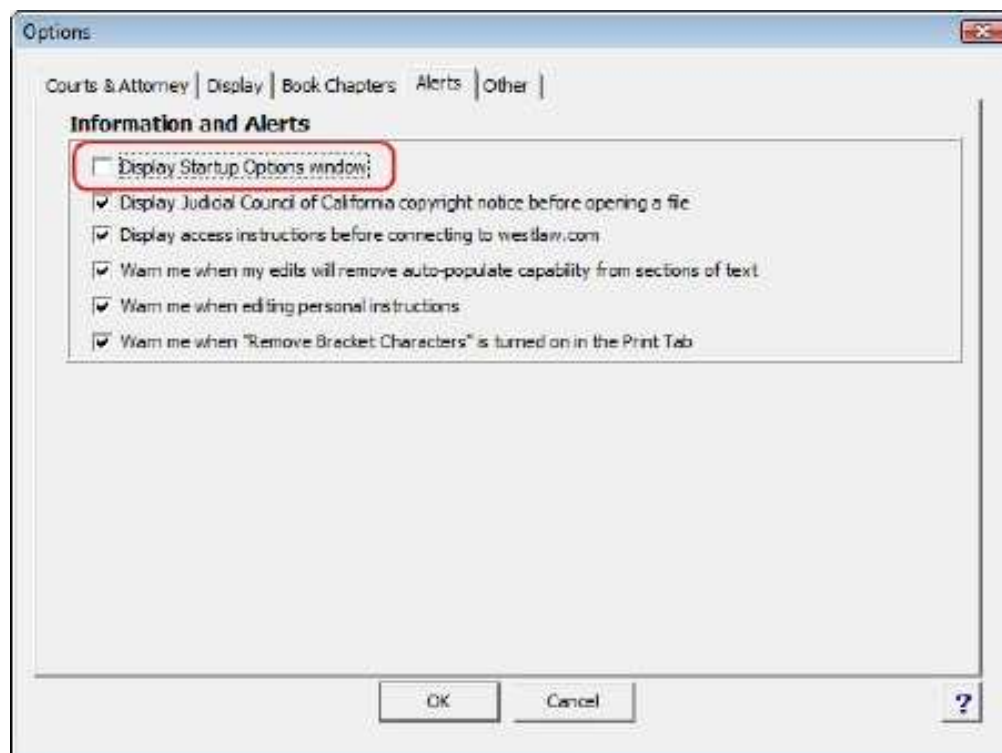 Options
Courts & Attorney | Display | Book Chapters Alerts | Other |
Information and Alerts
Display Startup Options window
Display Judicial Council of California copyright notice before opening a file
Display access instructions before connecting to westlaw.com
Warn me when my edits will remove auto-populate capability from sections of text
Warn me when editing personal instructions
Warn me when "Remove Bracket Characters" is turned on in the Print Tab
OK Cancel ?